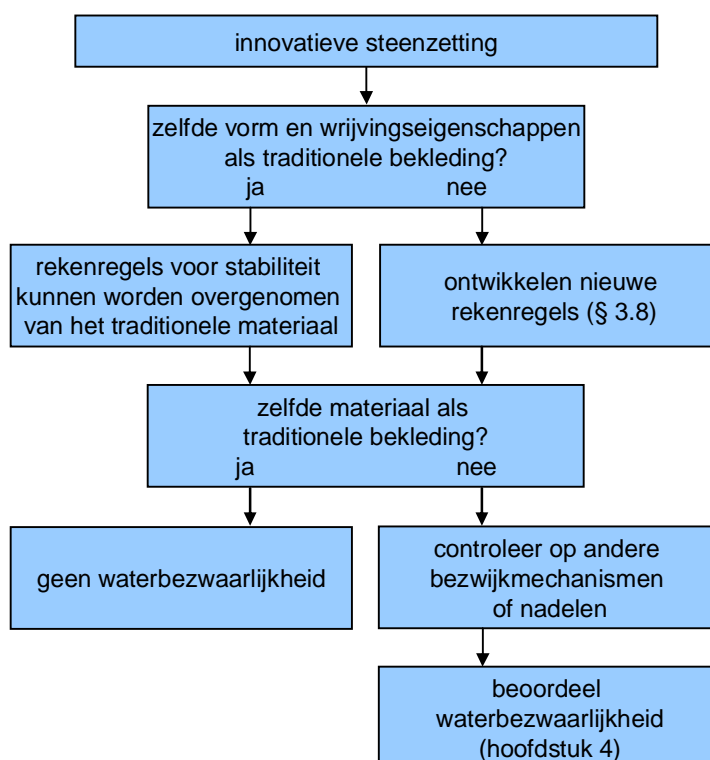 innovatieve steenzetting
zelfde vorm en wrijvingseigenschappen
als traditionele bekleding?
ja nee
rekenregels voor stabiliteit
kunnen worden overgenomen
van het traditionele materiaal
ontwikkelen nieuwe
rekenregels (§ 3.8)
zelfde materiaal als
traditionele bekleding?
ja nee
geen waterbezwaarlijkheid
controleer op andere
bezwijkmechanismen
of nadelen
beoordeel
waterbezwaarlijkheid
(hoofdstuk 4)